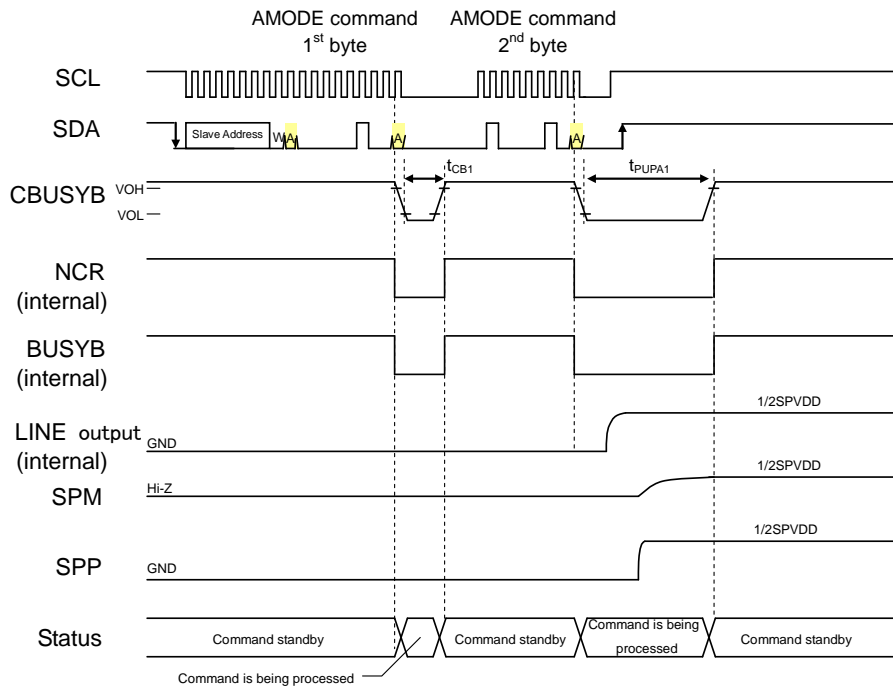 AMODE command
1st byte
AMODE command
2nd byte
SCL
SDA
Slave Address
W
A
A
A
tCB1
tPUPA1
CBUSYB
VOH
VOL
NCR
(internal)
BUSYB
(internal)
LINE output
(internal)
GND
1/2SPVDD
SPM
Hi-Z
1/2SPVDD
SPP
GND
1/2SPVDD
Status
Command standby
Command standby
Command is being
processed
Command standby
Command is being processed